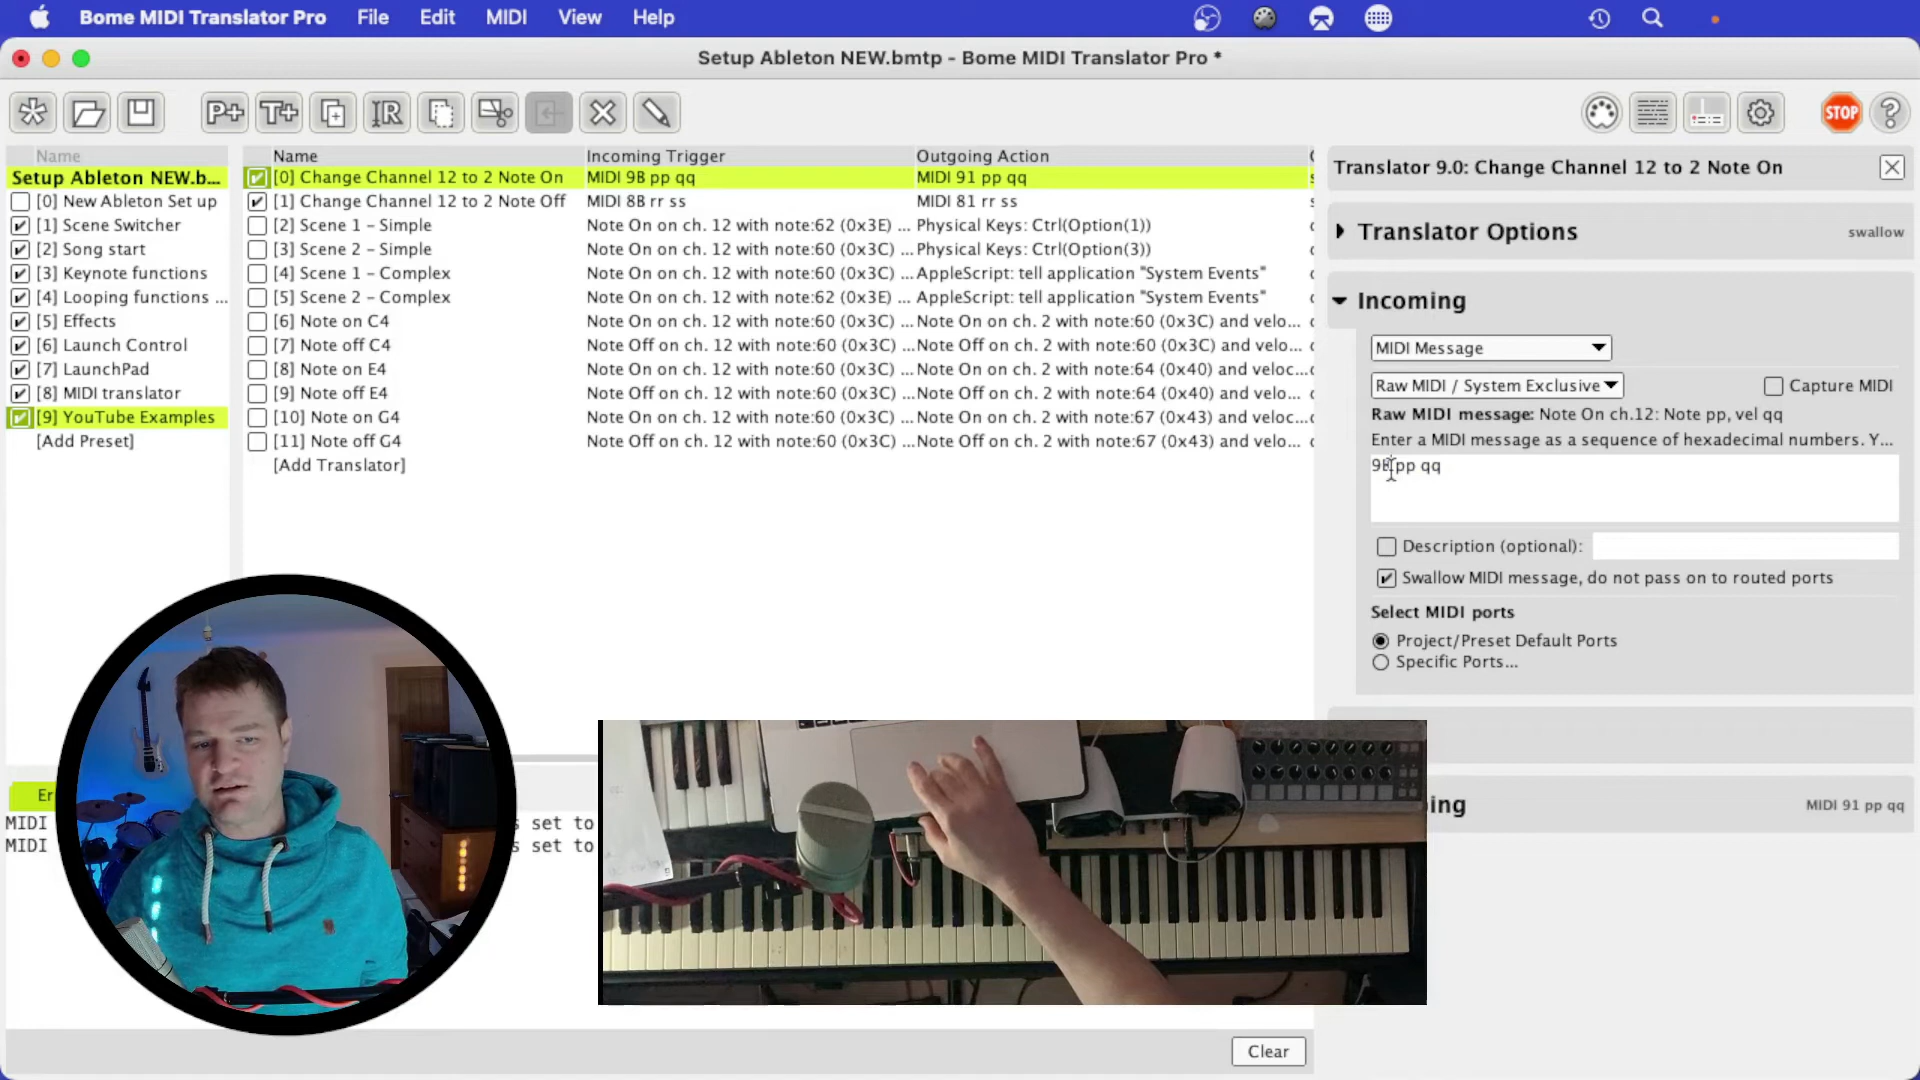 Bome MIDI Translator Pro File Edit MIDI View Help
Setup Ableton NEW.bmtp - Bome MIDI Translator Pro *
P+ T+ R STOP ?
Name
Setup Ableton NEW.b...
[0] New Ableton Set up
[1] Scene Switcher
[2] Song start
[3] Keynote functions
[4] Looping functions ...
[5] Effects
[6] Launch Control
[7] LaunchPad
[8] MIDI translator
[9] YouTube Examples
[Add Preset]
Name Incoming Trigger Outgoing Action
[0] Change Channel 12 to 2 Note On MIDI 9B pp qq MIDI 91 pp qq
[1] Change Channel 12 to 2 Note Off MIDI 8B rr ss MIDI 81 rr ss
[2] Scene 1 - Simple Note On on ch. 12 with note:62 (0x3E) ... Physical Keys: Ctrl(Option(1))
[3] Scene 2 - Simple Note On on ch. 12 with note:60 (0x3C) ... Physical Keys: Ctrl(Option(3))
[4] Scene 1 - Complex Note On on ch. 12 with note:60 (0x3C) ... AppleScript: tell application "System Events"
[5] Scene 2 - Complex Note On on ch. 12 with note:62 (0x3E) ... AppleScript: tell application "System Events"
[6] Note on C4 Note On on ch. 12 with note:60 (0x3C) ... Note On on ch. 2 with note:60 (0x3C) and velo...
[7] Note off C4 Note Off on ch. 12 with note:60 (0x3C) ... Note Off on ch. 2 with note:60 (0x3C) and velo...
[8] Note on E4 Note On on ch. 12 with note:60 (0x3C) ... Note On on ch. 2 with note:64 (0x40) and veloc...
[9] Note off E4 Note Off on ch. 12 with note:60 (0x3C) ... Note Off on ch. 2 with note:64 (0x40) and velo...
[10] Note on G4 Note On on ch. 12 with note:60 (0x3C) ... Note On on ch. 2 with note:67 (0x43) and veloc...
[11] Note off G4 Note Off on ch. 12 with note:60 (0x3C) ... Note Off on ch. 2 with note:67 (0x43) and velo...
[Add Translator]
Translator 9.0: Change Channel 12 to 2 Note On
Translator Options swallow
Incoming
MIDI Message
Raw MIDI / System Exclusive Capture MIDI
Raw MIDI message: Note On ch.12: Note pp, vel qq
Enter a MIDI message as a sequence of hexadecimal numbers. Y...
9B pp qq
Description (optional):
Swallow MIDI message, do not pass on to routed ports
Select MIDI ports
Project/Preset Default Ports
Specific Ports...
ing MIDI 91 pp qq
Er
MIDI s set to
MIDI s set to
Clear